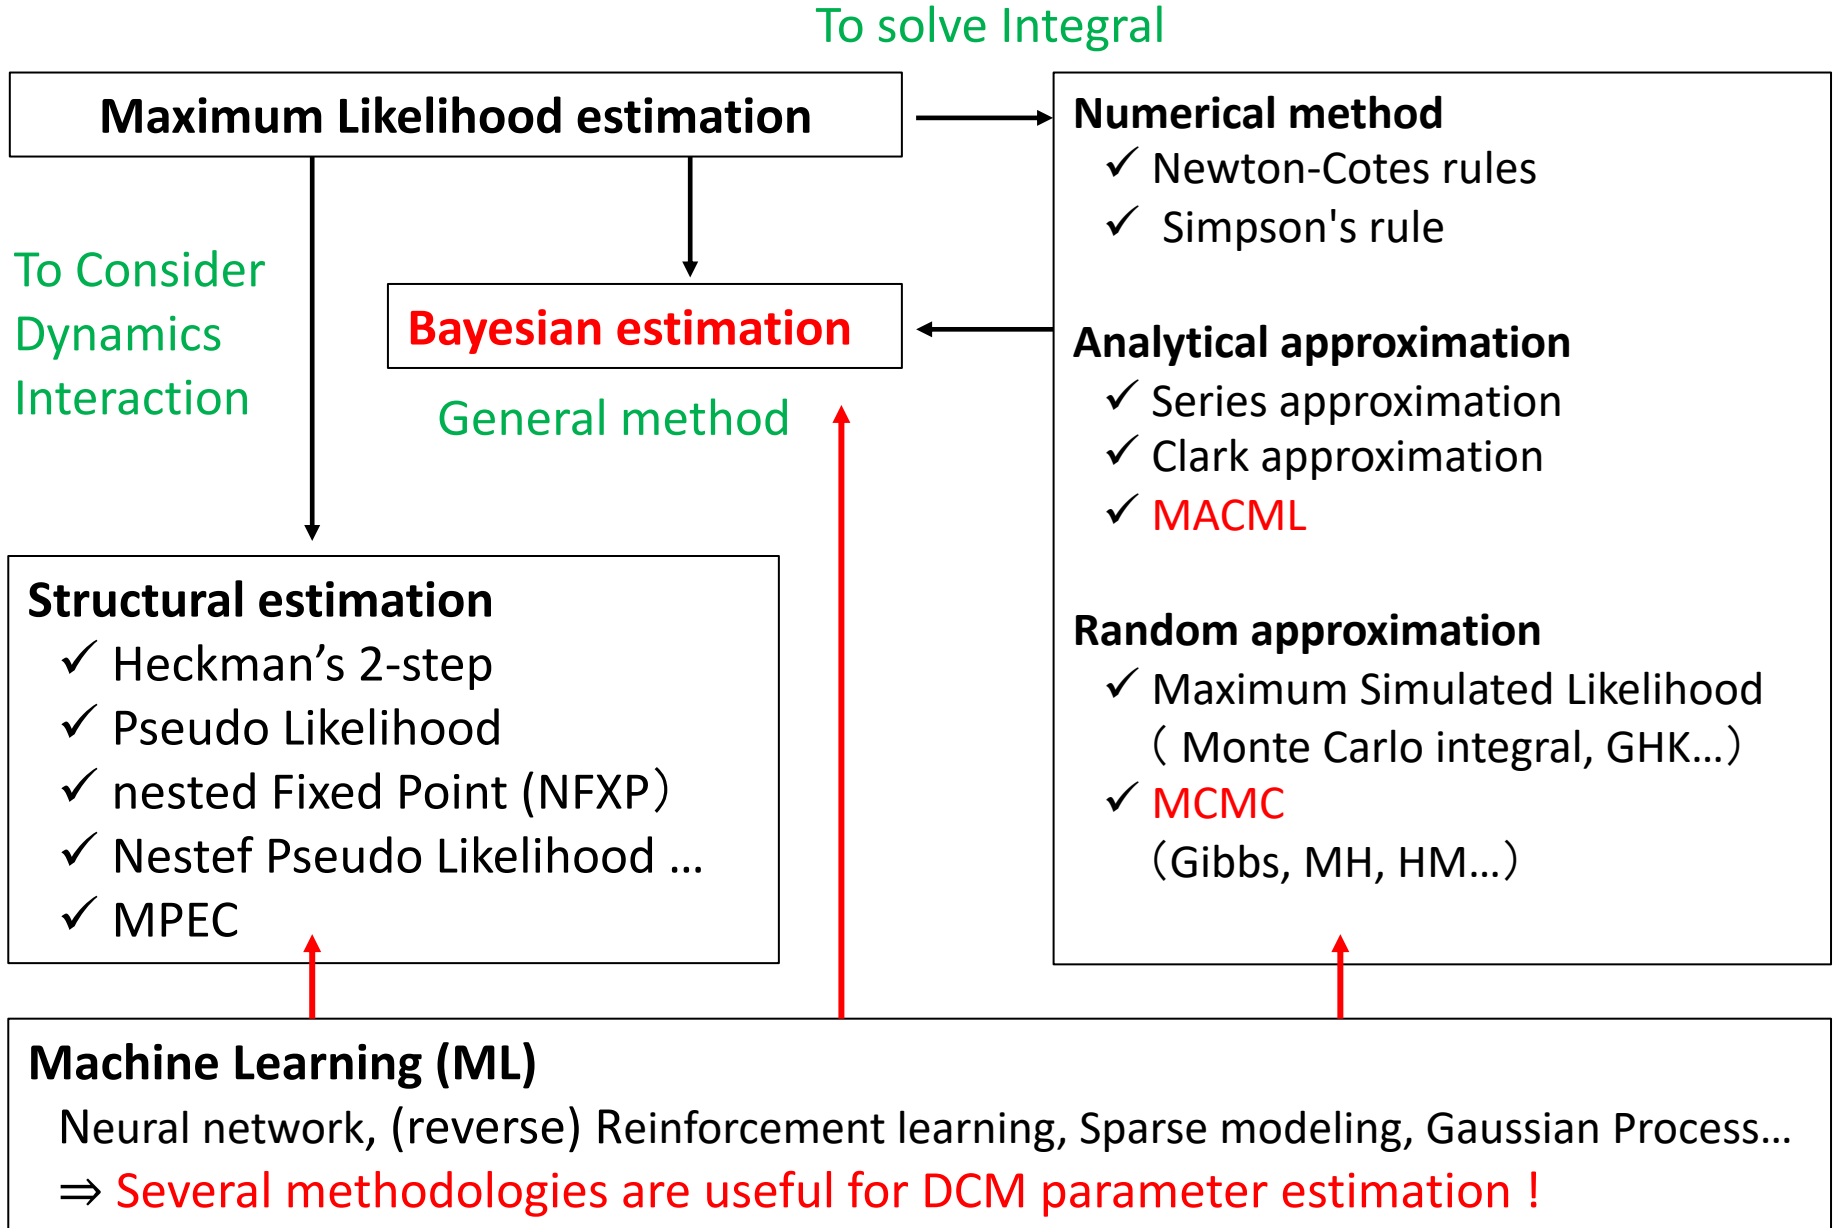 To solve Integral
Maximum Likelihood estimation
To Consider
Dynamics
Interaction
Bayesian estimation
General method
Numerical method
✓ Newton-Cotes rules
✓ Simpson's rule
Analytical approximation
✓ Series approximation
✓ Clark approximation
✓ MACML
Random approximation
✓ Maximum Simulated Likelihood
（ Monte Carlo integral, GHK…）
✓ MCMC
（Gibbs, MH, HM…）
Structural estimation
✓ Heckman’s 2-step
✓ Pseudo Likelihood
✓ nested Fixed Point (NFXP）
✓ Nestef Pseudo Likelihood …
✓ MPEC
Machine Learning (ML)
Neural network, (reverse) Reinforcement learning, Sparse modeling, Gaussian Process…
⇒ Several methodologies are useful for DCM parameter estimation !